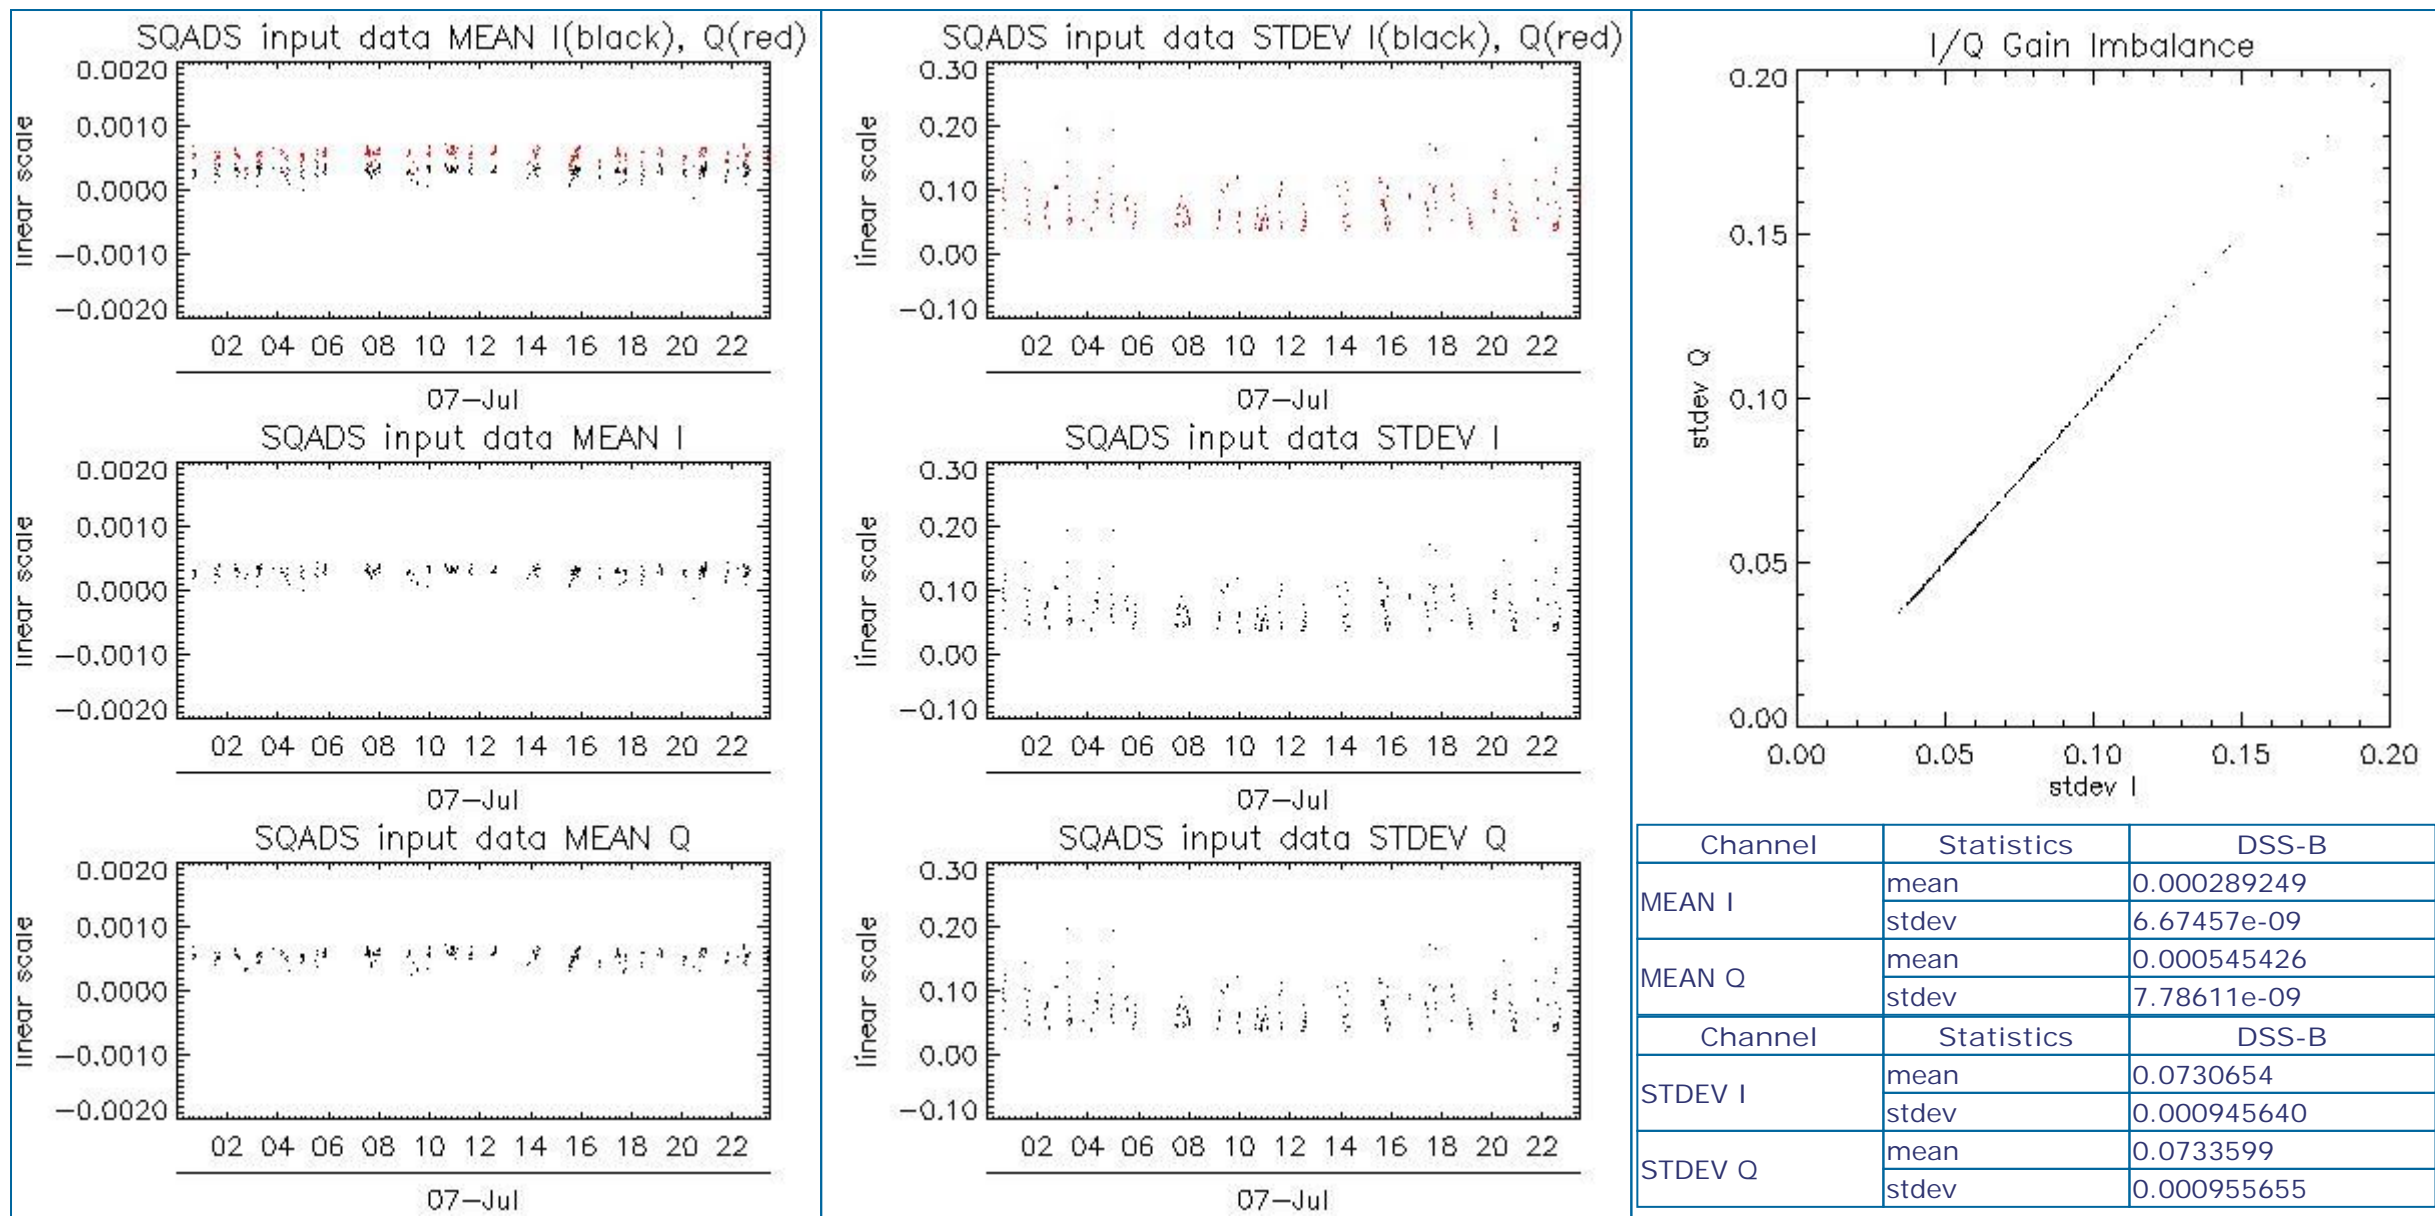 SQADS input data MEAN I(black), Q(red)
0.0020
0.0010
0.0000
−0.0010
−0.0020
linear scale
02 04 06 08 10 12 14 16 18 20 22
07−Jul
SQADS input data MEAN I
0.0020
0.0010
0.0000
−0.0010
−0.0020
linear scale
02 04 06 08 10 12 14 16 18 20 22
07−Jul
SQADS input data MEAN Q
0.0020
0.0010
0.0000
−0.0010
−0.0020
linear scale
02 04 06 08 10 12 14 16 18 20 22
07−Jul
SQADS input data STDEV I(black), Q(red)
0.30
0.20
0.10
0.00
−0.10
linear scale
02 04 06 08 10 12 14 16 18 20 22
07−Jul
SQADS input data STDEV I
0.30
0.20
0.10
0.00
−0.10
linear scale
02 04 06 08 10 12 14 16 18 20 22
07−Jul
SQADS input data STDEV Q
0.30
0.20
0.10
0.00
−0.10
linear scale
02 04 06 08 10 12 14 16 18 20 22
07−Jul
I/Q Gain Imbalance
0.20
0.15
0.10
0.05
0.00
stdev Q
0.00 0.05 0.10 0.15 0.20
stdev I
Channel Statistics DSS-B
MEAN I mean 0.000289249
stdev 6.67457e-09
MEAN Q mean 0.000545426
stdev 7.78611e-09
Channel Statistics DSS-B
STDEV I mean 0.0730654
stdev 0.000945640
STDEV Q mean 0.0733599
stdev 0.000955655